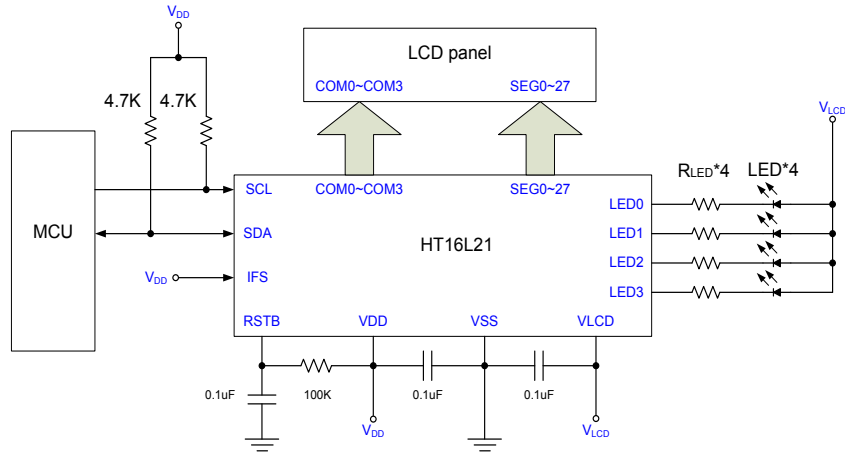 VDD
LCD panel
COM0~COM3 SEG0~27
4.7K 4.7K
VLCD
RLED*4 LED*4
MCU
SCL COM0~COM3 SEG0~27
LED0
SDA HT16L21 LED1
LED2
VDD IFS
LED3
RSTB VDD VSS VLCD
0.1uF 100K 0.1uF 0.1uF
VDD VLCD